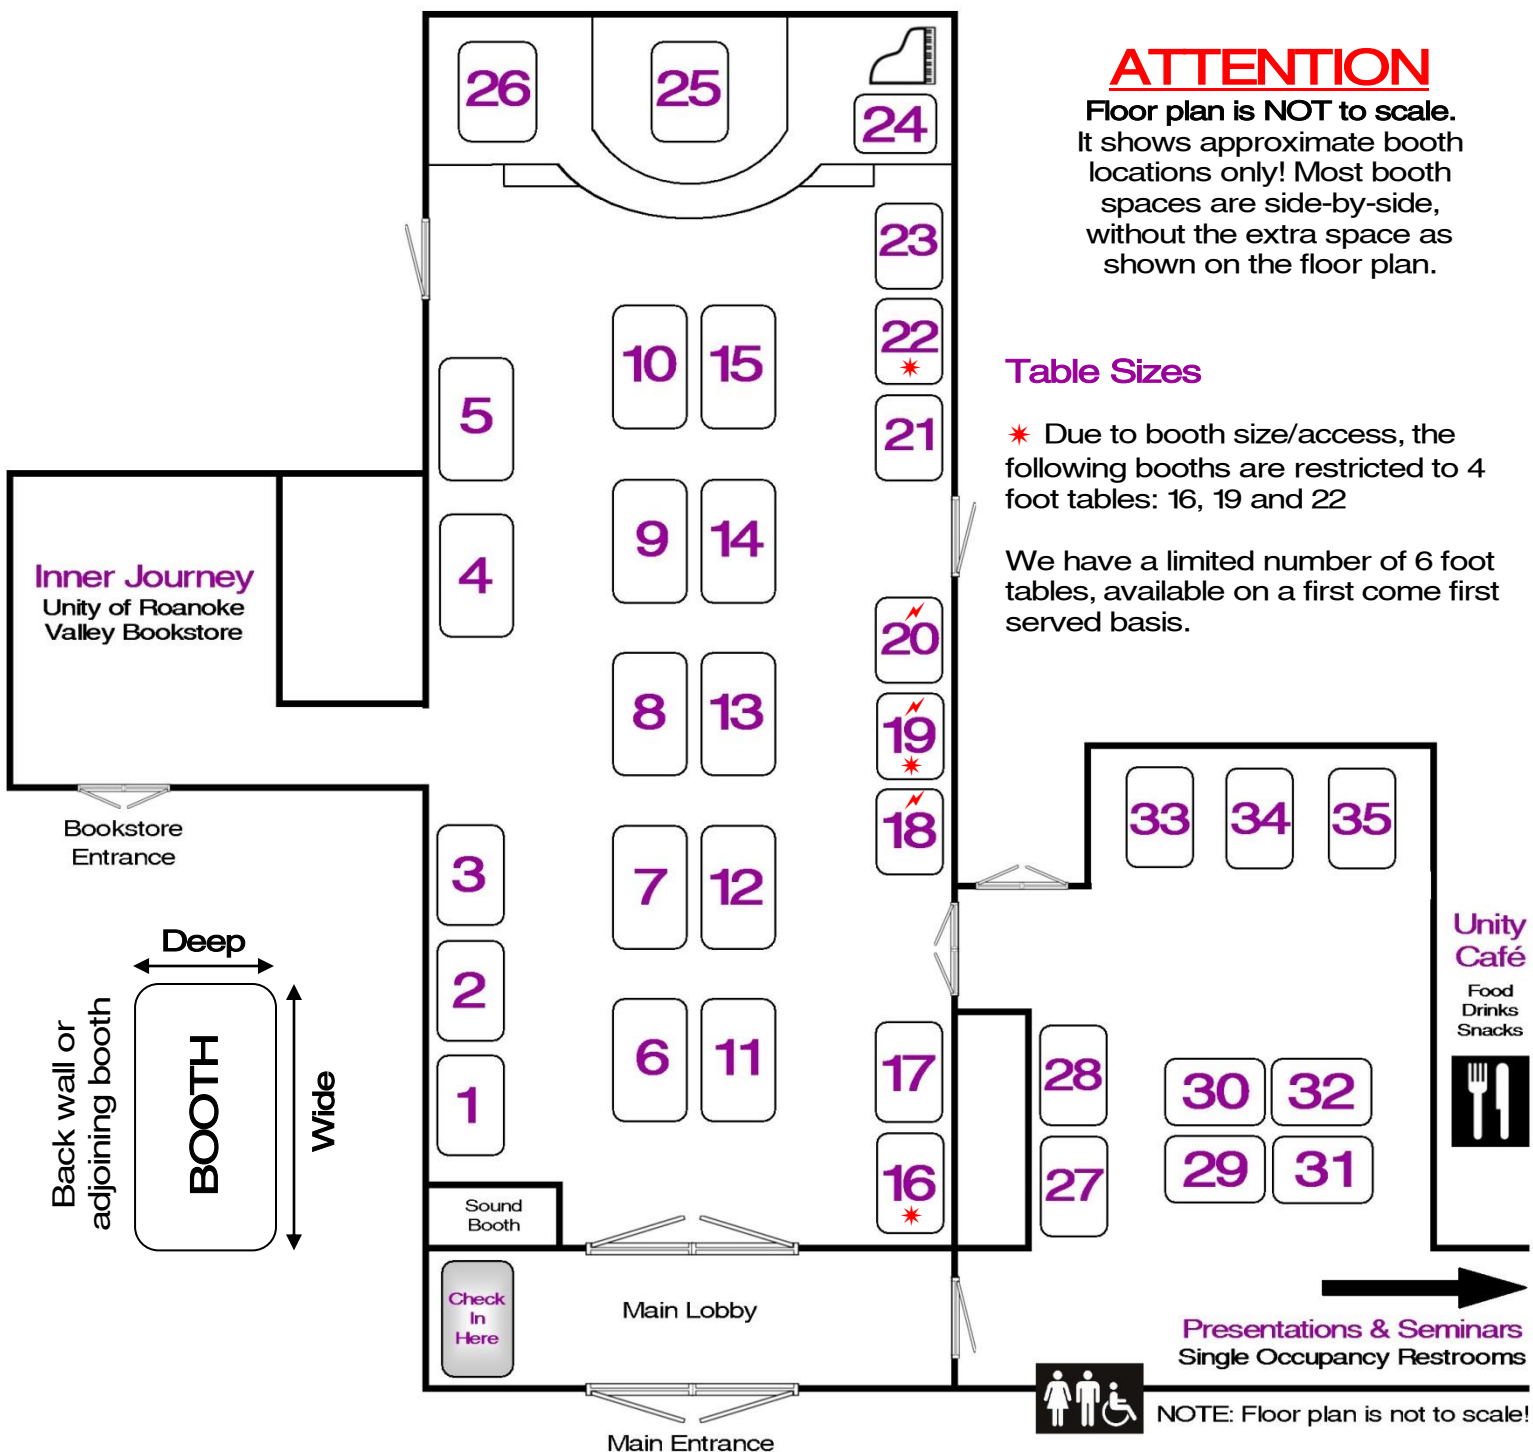 26
25
24
ATTENTION
Floor plan is NOT to scale.
It shows approximate booth
locations only! Most booth
spaces are side-by-side,
without the extra space as
shown on the floor plan.
23
22
21
10
15
5
Table Sizes
✷ Due to booth size/access, the
following booths are restricted to 4
foot tables: 16, 19 and 22
We have a limited number of 6 foot
tables, available on a first come first
served basis.
9
14
4
Inner Journey
Unity of Roanoke
Valley Bookstore
20
19
18
8
13
Bookstore
Entrance
3
7
12
33
34
35
2
1
6
11
17
16
28
27
30
32
29
31
Unity
Café
Food
Drinks
Snacks
Deep
Back wall or
adjoining booth
BOOTH
Wide
Sound
Booth
Check
In
Here
Main Lobby
Presentations & Seminars
Single Occupancy Restrooms
NOTE: Floor plan is not to scale!
Main Entrance